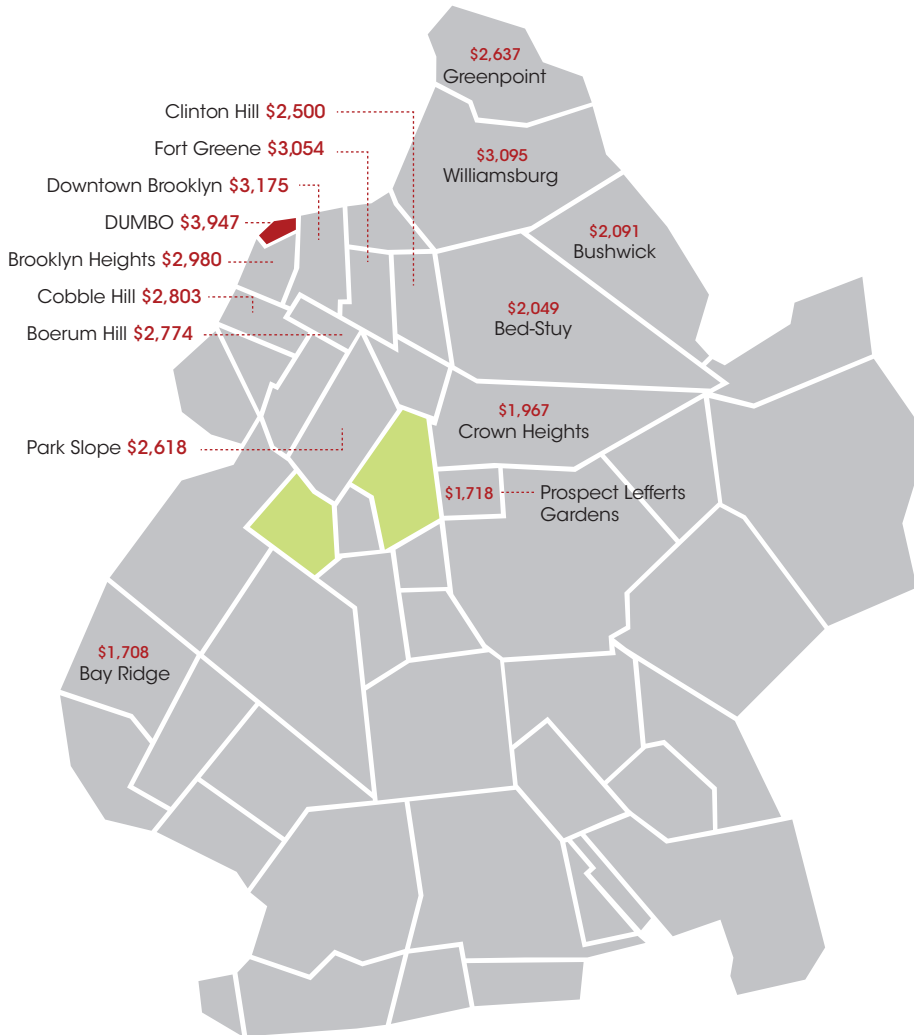 $2,637
Greenpoint
Clinton Hill $2,500
Fort Greene $3,054
$3,095
Williamsburg
Downtown Brooklyn $3,175
DUMBO $3,947
$2,091
Bushwick
Brooklyn Heights $2,980
Cobble Hill $2,803
$2,049
Bed-Stuy
Boerum Hill $2,774
$1,967
Crown Heights
Park Slope $2,618
$1,718
Prospect Lefferts
Gardens
$1,708
Bay Ridge